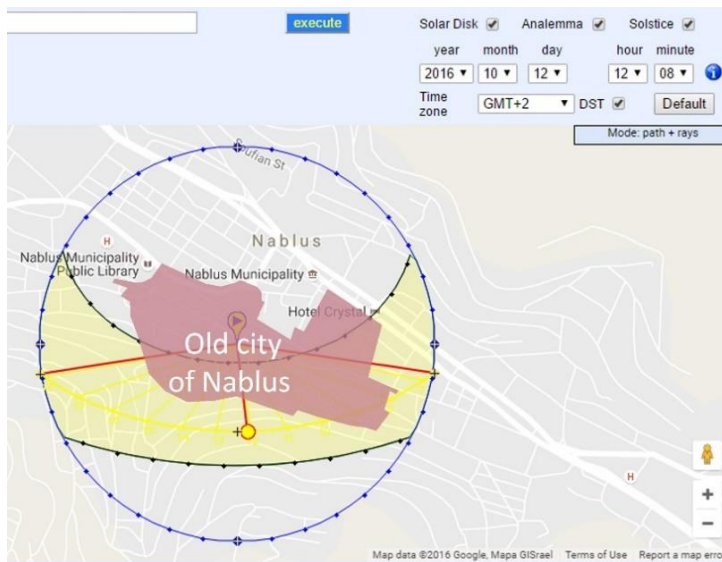 execute
Solar Disk Analemma Solstice
year month day hour minute
2016 10 12 12 08
Time zone GMT+2 DST Default
Mode: path + rays
Soufian St
Nablus
H
Nablus Municipality
Public Library
Nablus Municipality
Hotel Crystal
Old city
of Nablus
H
+
−
Map data ©2016 Google, Mapa GISrael Terms of Use Report a map erro